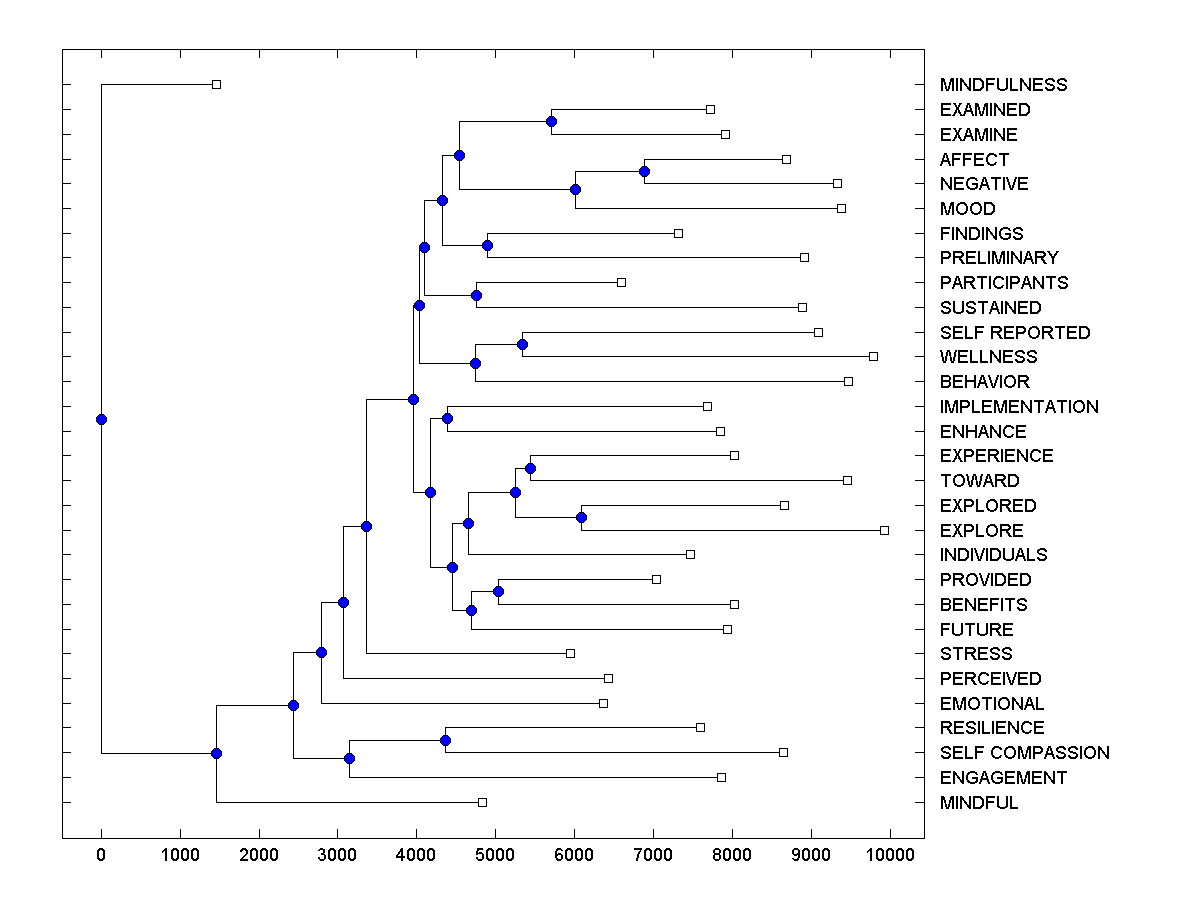 MINDFULNESS
EXAMINED
EXAMINE
AFFECT
NEGATIVE
MOOD
FINDINGS
PRELIMINARY
PARTICIPANTS
SUSTAINED
SELF REPORTED
WELLNESS
BEHAVIOR
IMPLEMENTATION
ENHANCE
EXPERIENCE
TOWARD
EXPLORED
EXPLORE
INDIVIDUALS
PROVIDED
BENEFITS
FUTURE
STRESS
PERCEIVED
EMOTIONAL
RESILIENCE
SELF COMPASSION
ENGAGEMENT
MINDFUL
0 1000 2000 3000 4000 5000 6000 7000 8000 9000 10000